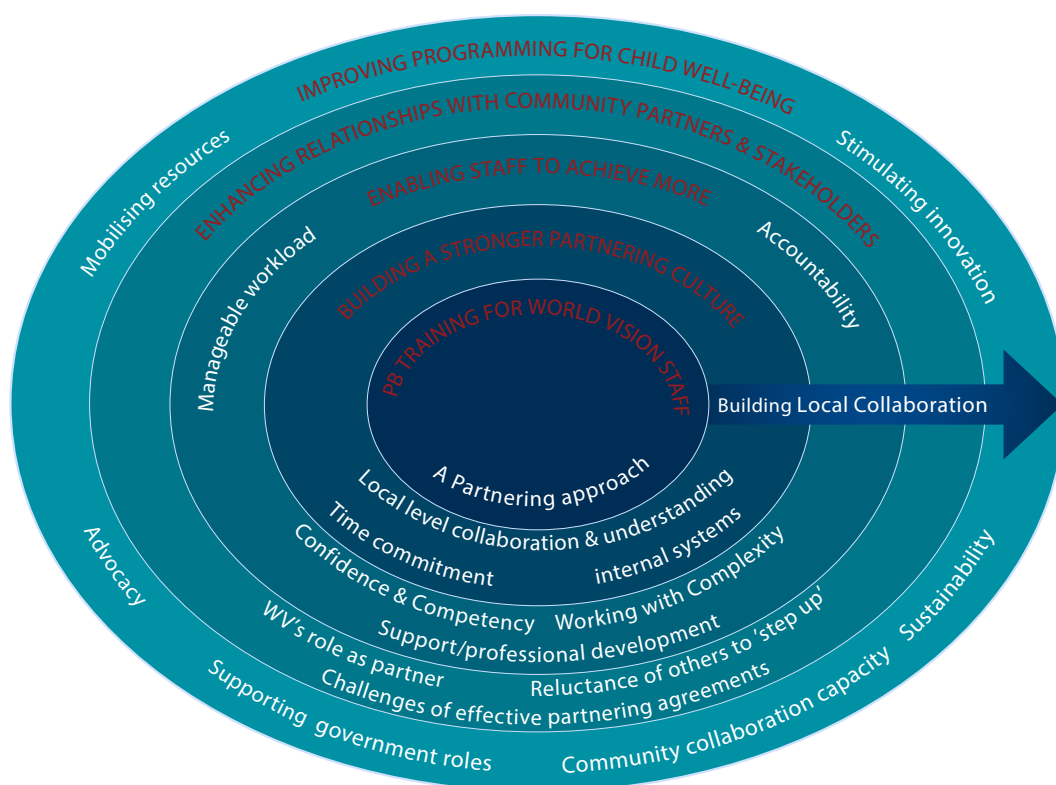 IMPROVING PROGRAMMING FOR CHILD WELL-BEING
Mobilising resources
Stimulating innovation
ENHANCING RELATIONSHIPS WITH COMMUNITY PARTNERS & STAKEHOLDERS
ENABLING STAFF TO ACHIEVE MORE
Manageable workload
Accountability
BUILDING A STRONGER PARTNERING CULTURE
PB TRAINING FOR WORLD VISION STAFF
Building Local Collaboration
A Partnering approach
Local level collaboration & understanding
Time commitment
internal systems
Confidence & Competency
Working with Complexity
Support/professional development
WV's role as partner
Reluctance of others to 'step up'
Challenges of effective partnering agreements
Advocacy
Supporting government roles
Community collaboration capacity
Sustainability